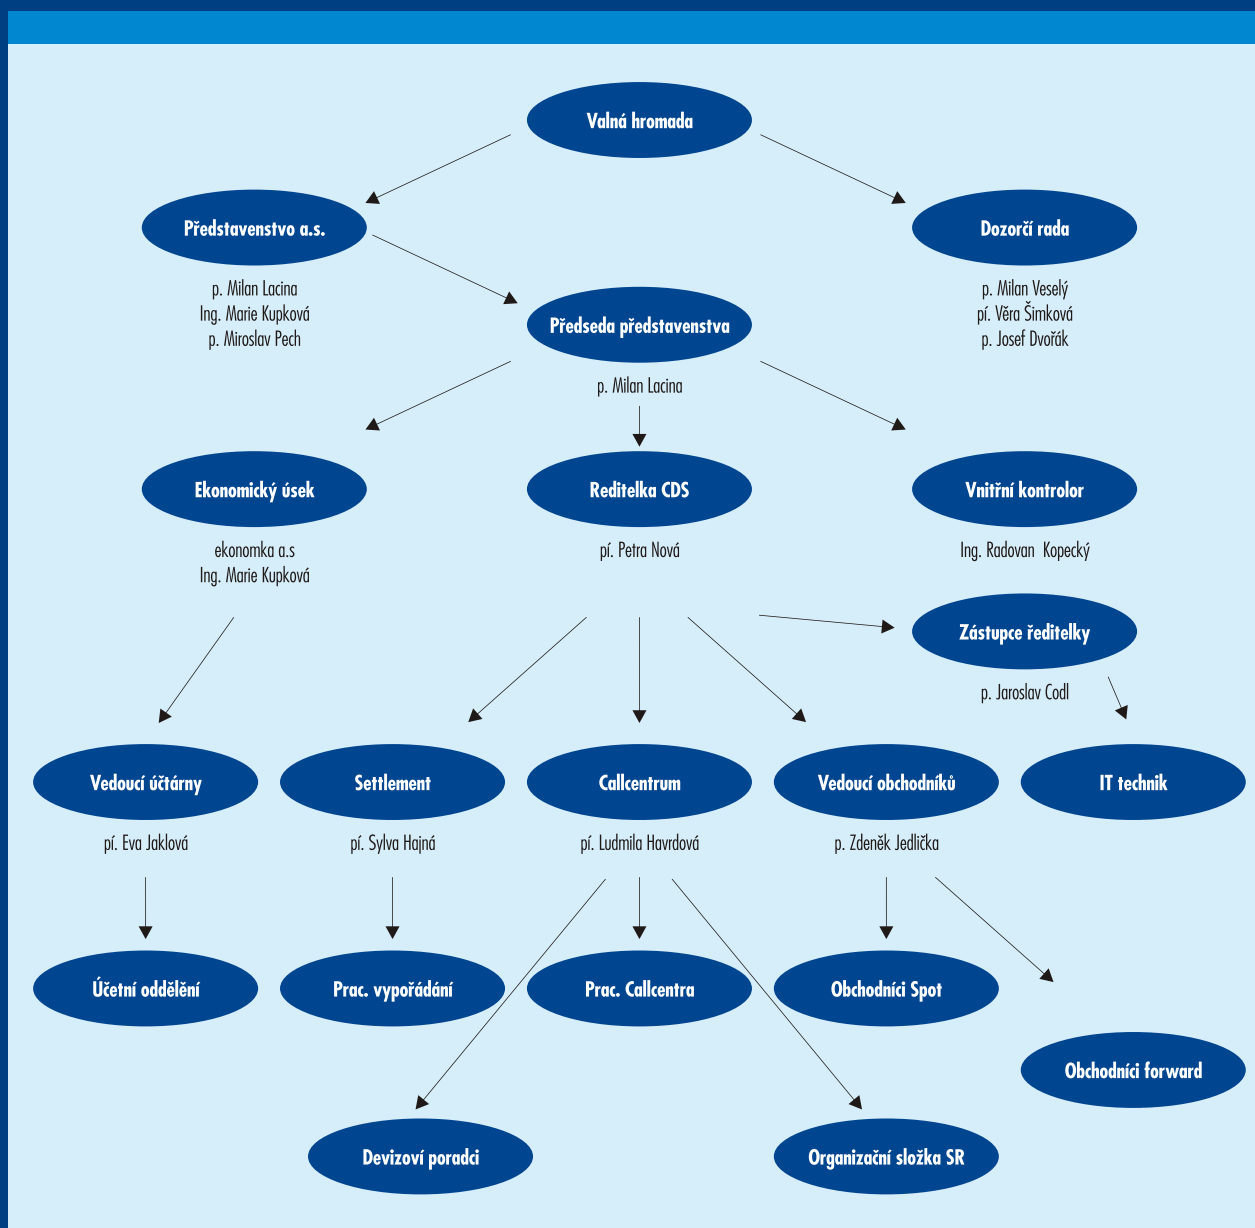 Valná hromada
Představenstvo a.s.
Dozorčí rada
p. Milan Lacina
Ing. Marie Kupková
p. Miroslav Pech
p. Milan Veselý
pí. Věra Šimková
p. Josef Dvořák
Předseda představenstva
p. Milan Lacina
Ekonomický úsek
Reditelka CDS
Vnitřní kontrolor
ekonomka a.s
Ing. Marie Kupková
pí. Petra Nová
Ing. Radovan Kopecký
Zástupce ředitelky
p. Jaroslav Codl
Vedoucí účtárny
Settlement
Callcentrum
Vedoucí obchodníků
IT technik
pí. Eva Jaklová
pí. Sylva Hajná
pí. Ludmila Havrdová
p. Zdeněk Jedlička
Účetní oddělění
Prac. vypořádání
Prac. Callcentra
Obchodníci Spot
Obchodníci forward
Devizoví poradci
Organizační složka SR